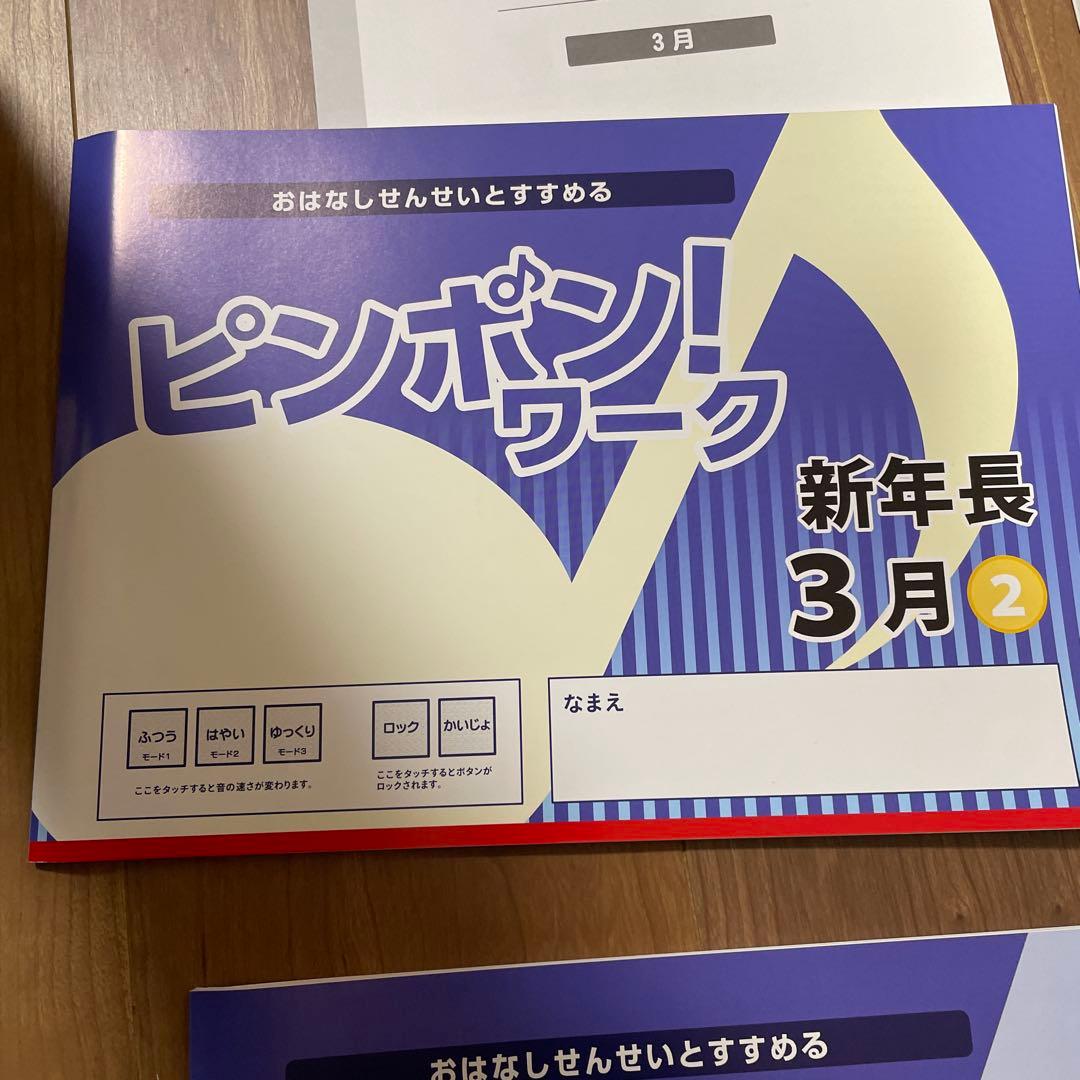 3月
おはなしせんせいとすすめる
ピンポン!
ワーク
新年長
3月 2
ふつう はやい ゆっくり ロック かいじょ
モード1 モード2 モード3
ここをタッチすると音の速さが変わります。
ここをタッチするとボタンが
ロックされます。
なまえ
おはなしせんせいとすすめる